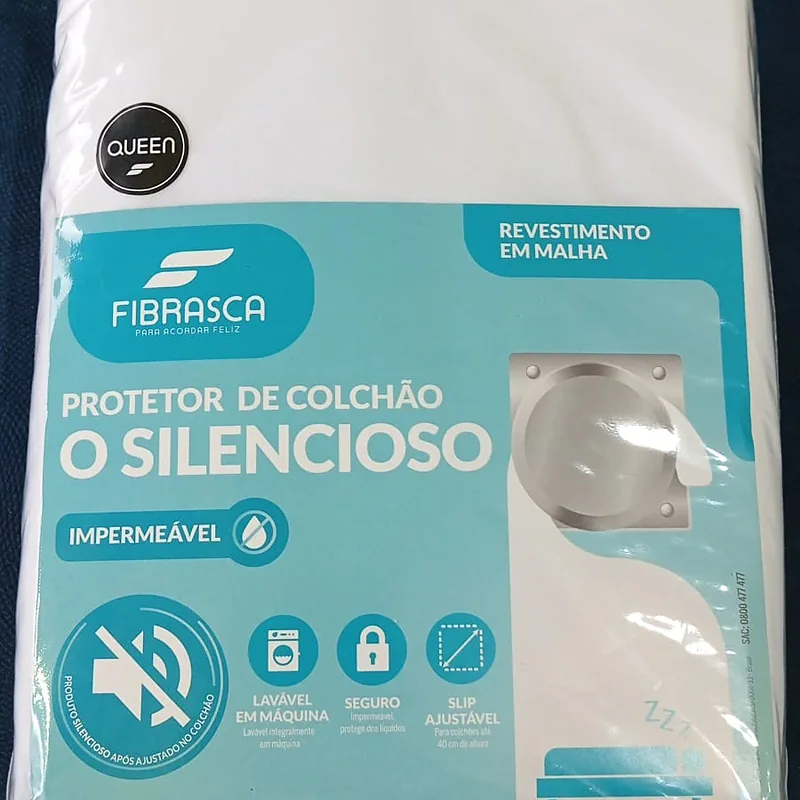 QUEEN
REVESTIMENTO
EM MALHA
FIBRASCA
PARA ACORDAR FELIZ
PROTETOR DE COLCHÃO
O SILENCIOSO
IMPERMEÁVEL
PRODUTO SILENCIOSO APÓS AJUSTADO NO COLCHÃO
LAVÁVEL
EM MÁQUINA
Lavável integralmente
em máquina
SEGURO
Impermeável,
protege dos líquidos
SLIP
AJUSTÁVEL
Para colchões até
40 cm de altura
SAC: 0800 477 477
ZZZ